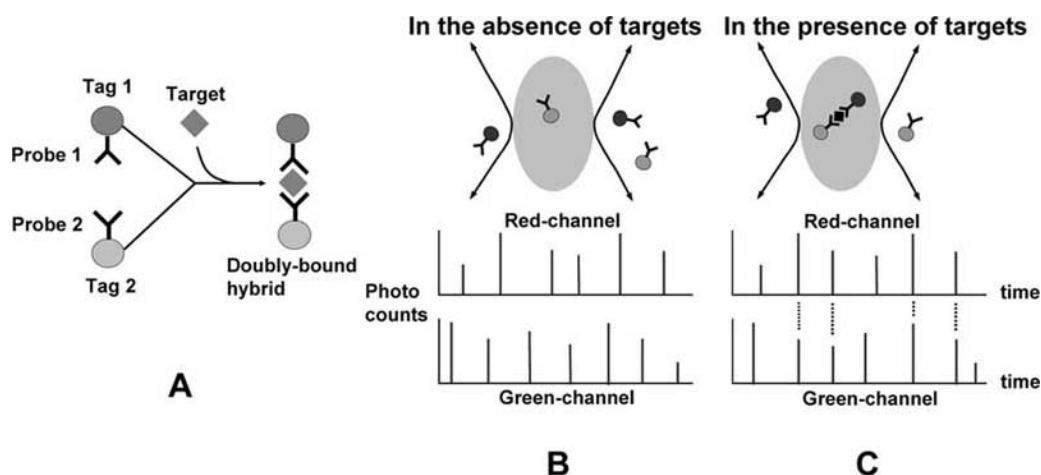 Tag 1
Target
Probe 1
Probe 2
Tag 2
Doubly-bound
hybrid
A
In the absence of targets
Red-channel
Photo
counts
Green-channel
B
In the presence of targets
Red-channel
time
time
Green-channel
C